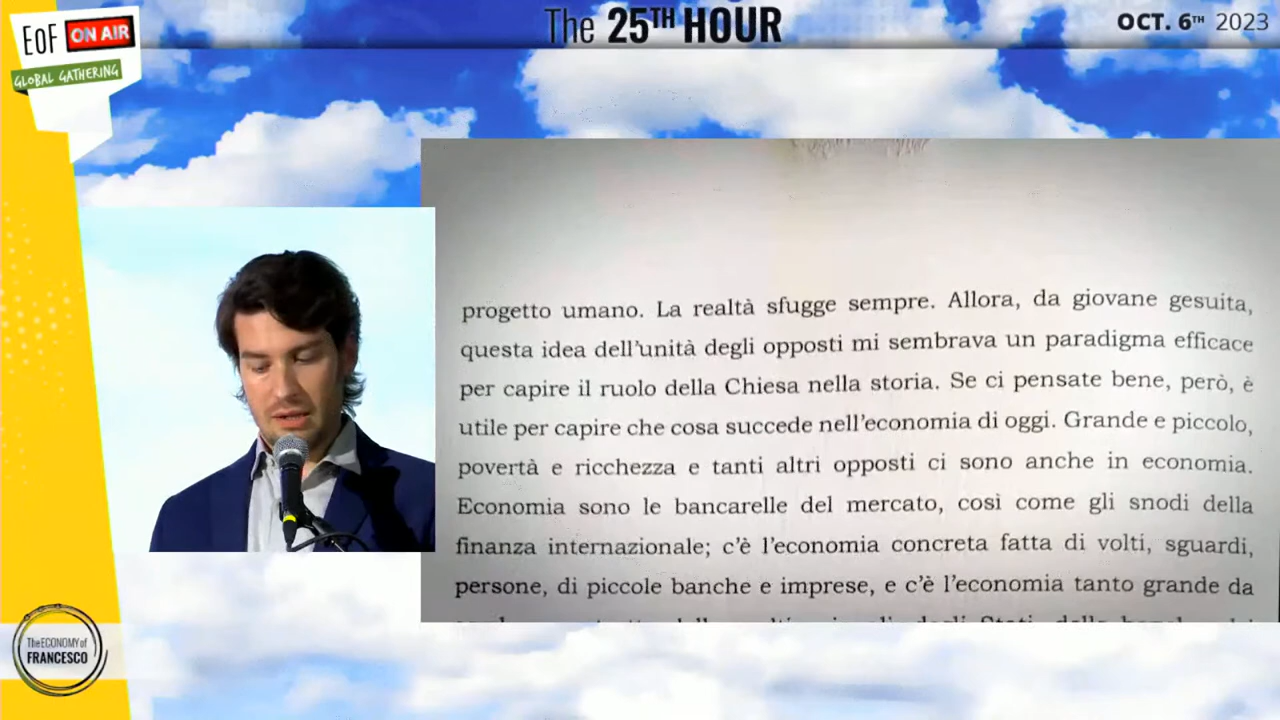 EoF ON AIR
GLOBAL GATHERING
The 25TH HOUR
OCT. 6TH 2023
progetto umano. La realtà sfugge sempre. Allora, da giovane gesuita,
questa idea dell'unità degli opposti mi sembrava un paradigma efficace
per capire il ruolo della Chiesa nella storia. Se ci pensate bene, però, è
utile per capire che cosa succede nell'economia di oggi. Grande e piccolo,
povertà e ricchezza e tanti altri opposti ci sono anche in economia.
Economia sono le bancarelle del mercato, così come gli snodi della
finanza internazionale; c'è l'economia concreta fatta di volti, sguardi,
persone, di piccole banche e imprese, e c'è l'economia tanto grande da
The ECONOMY of
FRANCESCO